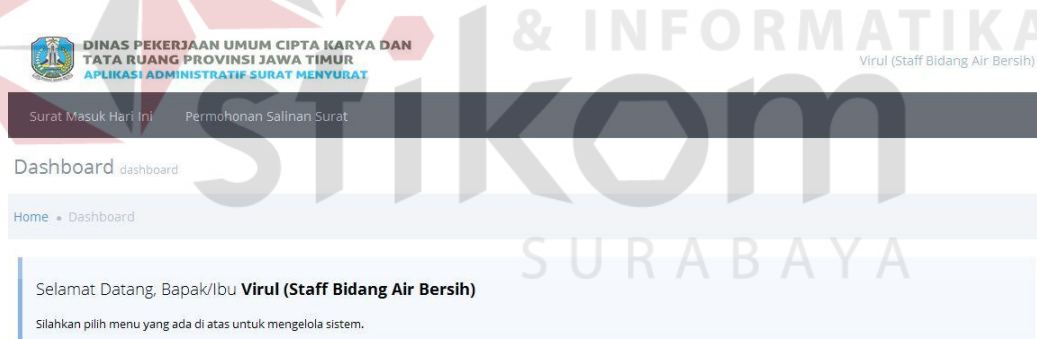 & INFORMATIKA
DINAS PEKERJAAN UMUM CIPTA KARYA DAN
TATA RUANG PROVINSI JAWA TIMUR
APLIKASI ADMINISTRATIF SURAT MENYURAT
Virul (Staff Bidang Air Bersih)
Surat Masuk Hari Ini Permohonan Salinan Surat
stikom
Dashboard dashboard
Home • Dashboard
SURABAYA
Selamat Datang, Bapak/Ibu Virul (Staff Bidang Air Bersih)
Silahkan pilih menu yang ada di atas untuk mengelola sistem.